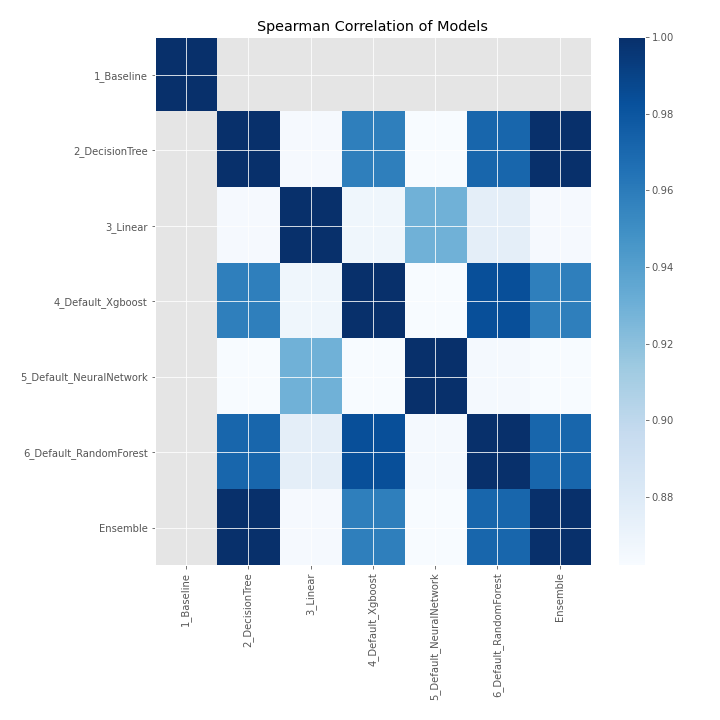 Spearman Correlation of Models
1_Baseline
2_DecisionTree
3_Linear
4_Default_Xgboost
5_Default_NeuralNetwork
6_Default_RandomForest
Ensemble
1_Baseline
2_DecisionTree
3_Linear
4_Default_Xgboost
5_Default_NeuralNetwork
6_Default_RandomForest
Ensemble
1.00
0.98
0.96
0.94
0.92
0.90
0.88